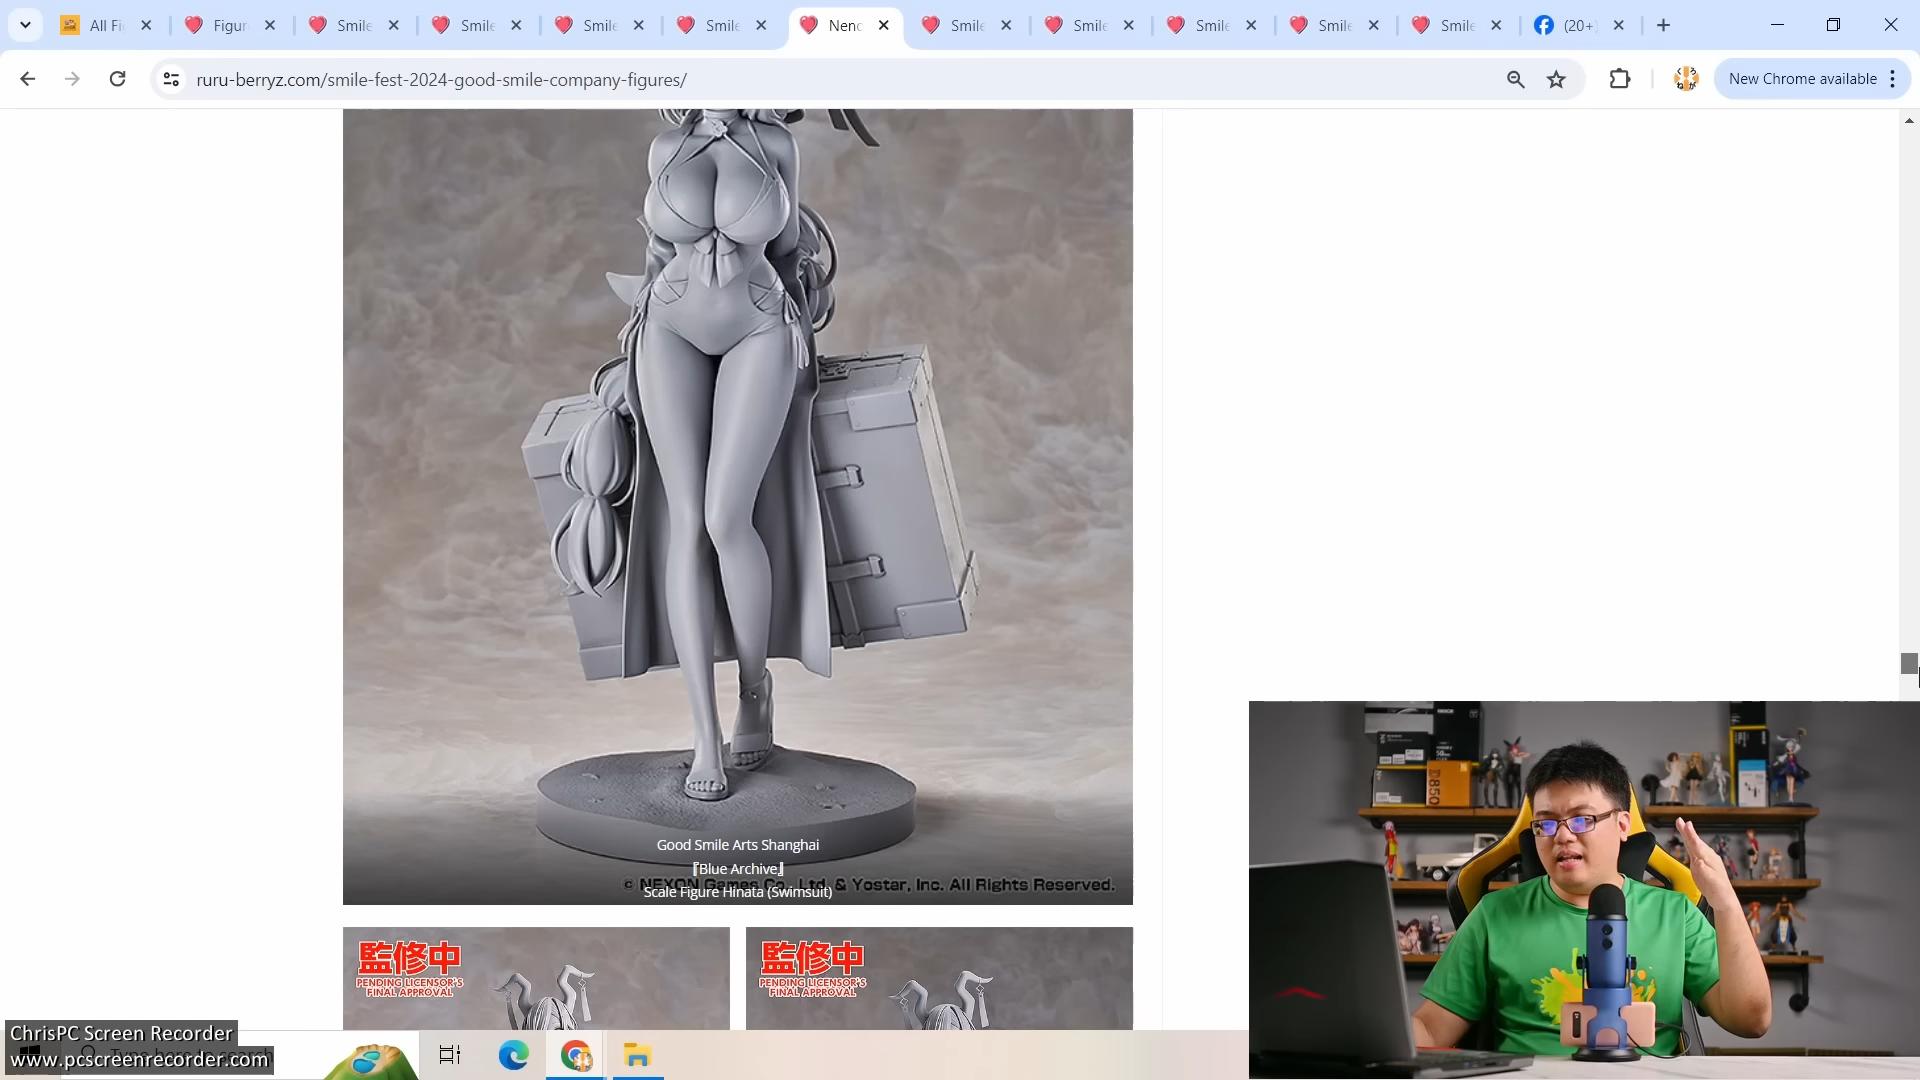 All Fi
Figur
Smile
Smile
Smile
Smile
Nenc
Smile
Smile
Smile
Smile
Smile
(20+)
ruru-berryz.com/smile-fest-2024-good-smile-company-figures/
New Chrome available
Good Smile Arts Shanghai
『Blue Archive』
© NEXON Games Co., Ltd. & Yostar, Inc. All Rights Reserved.
Scale Figure Hinata (Swimsuit)
監修中
PENDING LICENSOR'S
FINAL APPROVAL
監修中
PENDING LICENSOR'S
FINAL APPROVAL
ChrisPC Screen Recorder
www.pcscreenrecorder.com
D850